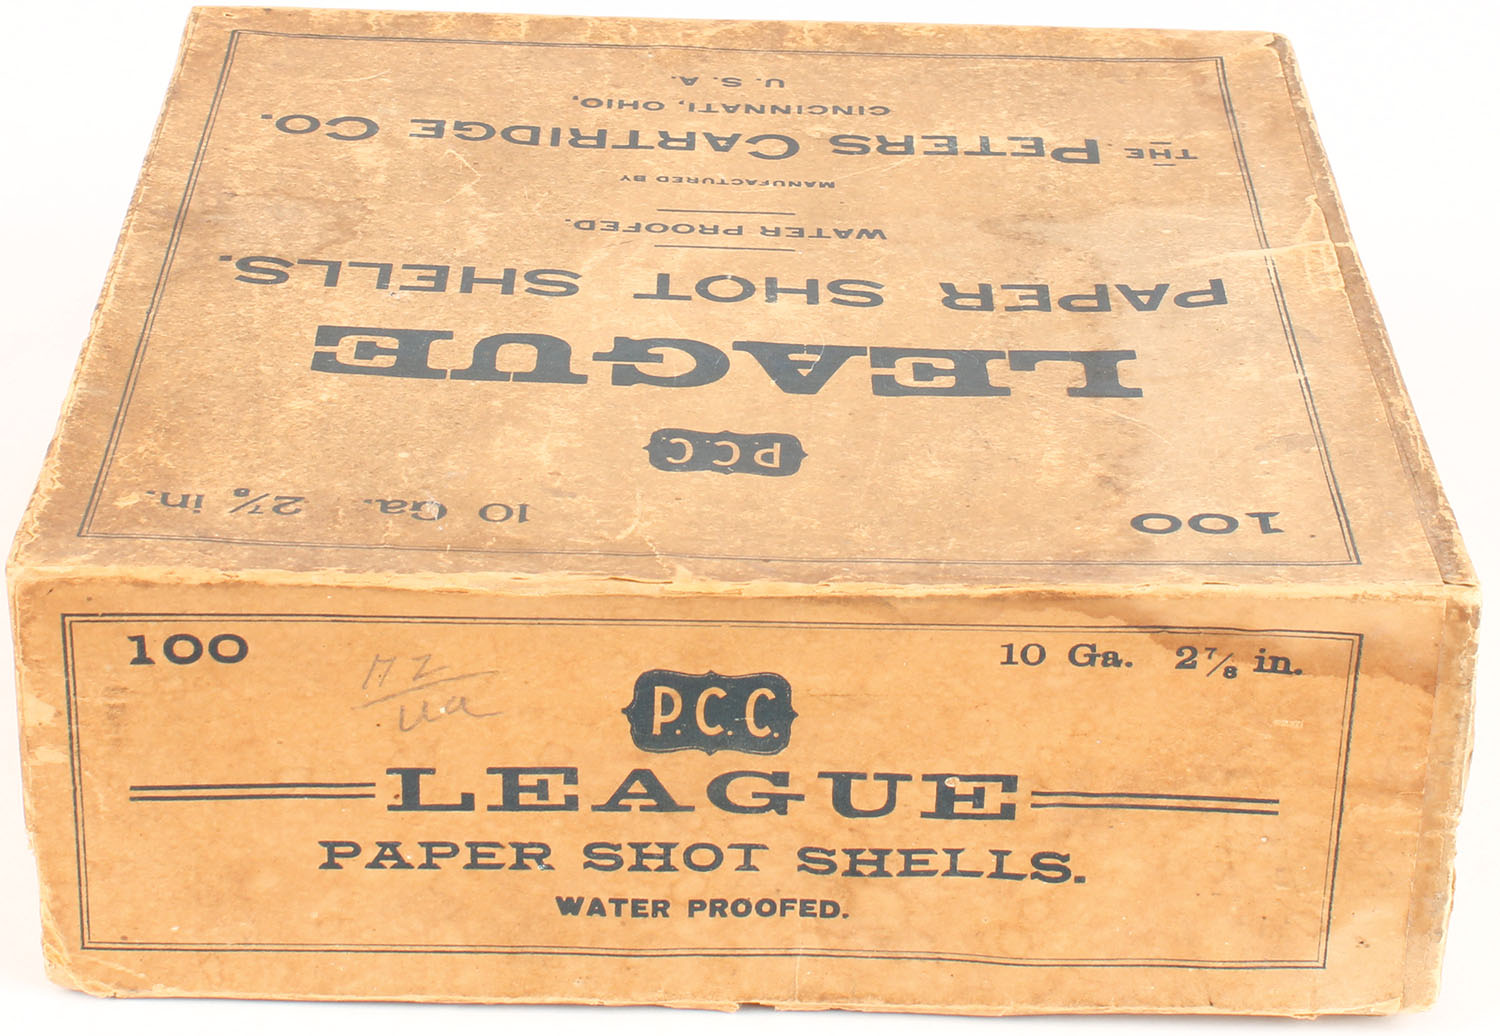 U. S. A.
CINCINNATI, OHIO,
THE PETERS CARTRIDGE CO.
MANUFACTURED BY
WATER PROOFED.
PAPER SHOT SHELLS.
LEAGUE
P.C.C.
10 Ga. 2⅞ in.
100
100
10 Ga. 2⅞ in.
P.C.C.
LEAGUE
PAPER SHOT SHELLS.
WATER PROOFED.